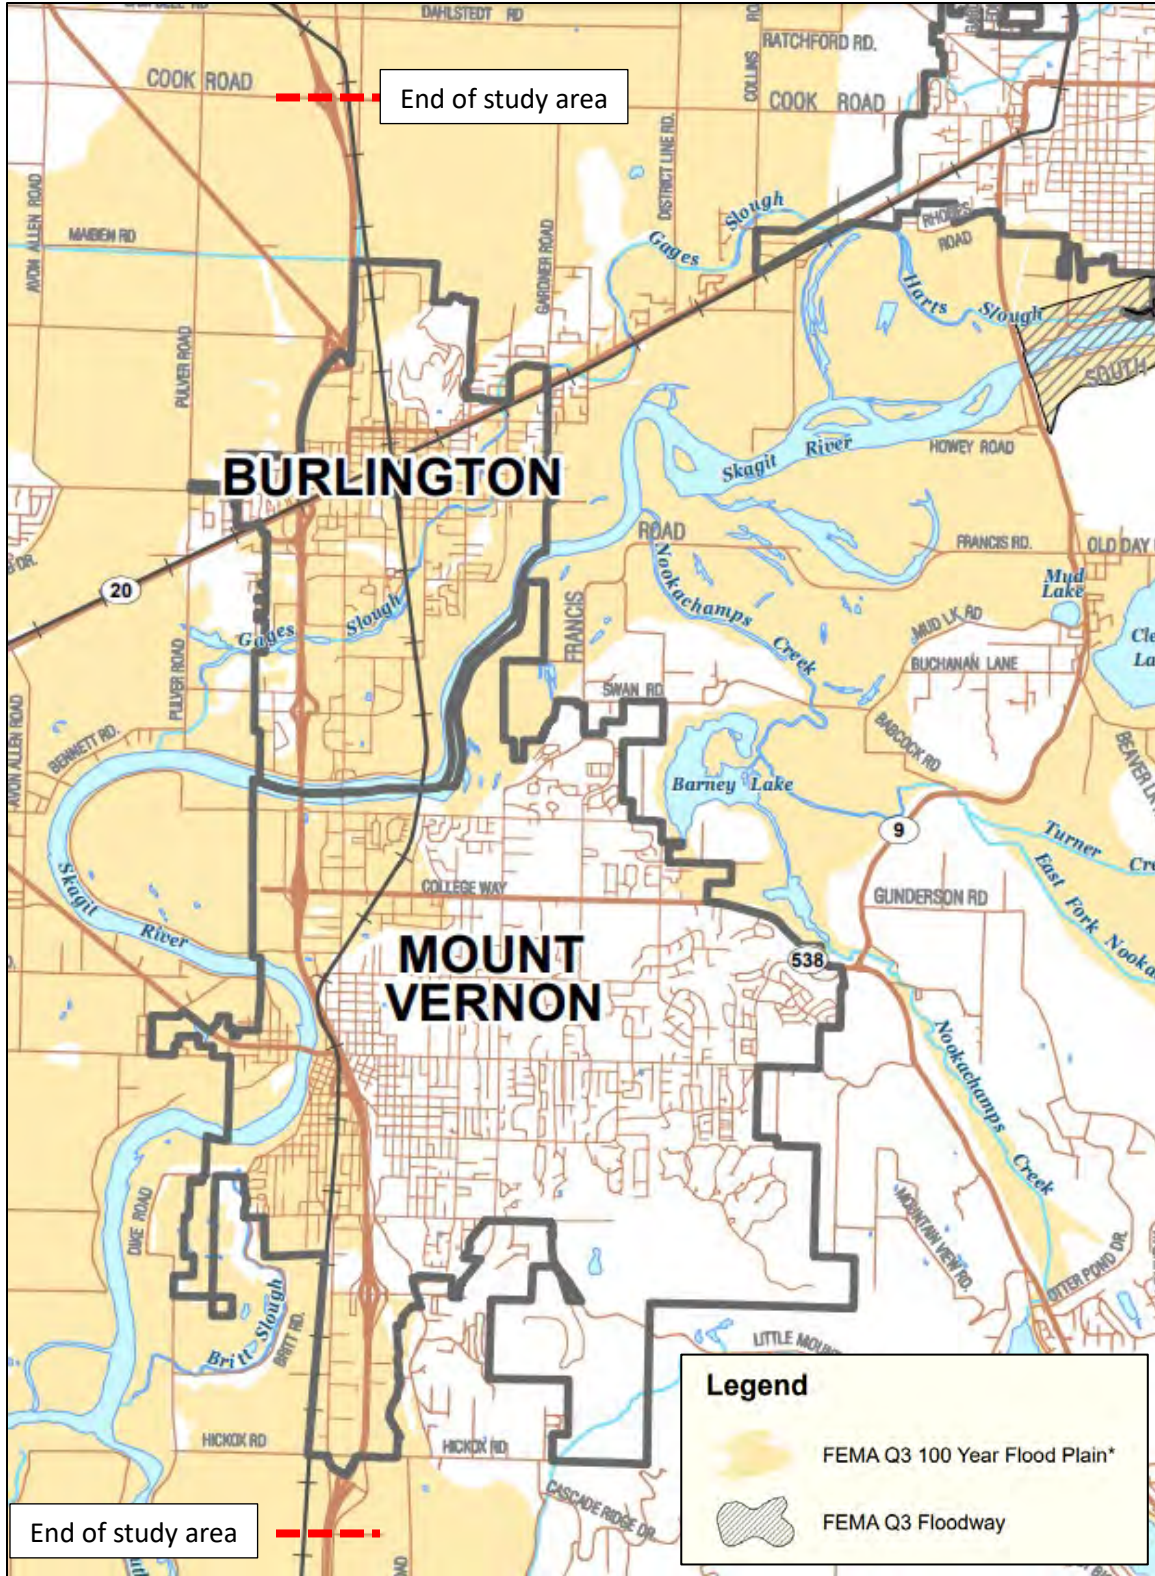 DAHLSTEDT RD
RATCHFORD RD.
COLLINS
COOK ROAD
End of study area
COOK ROAD
DISTRICT LINE RD.
AVON ALLEN ROAD
MAIBEN RD
Gages
Slough
RHODES
ROAD
GARDNER ROAD
Harts
Slough
PULVER ROAD
SOUTH
BURLINGTON
Skagit River
HOWEY ROAD
ROAD
FRANCIS RD.
OLD DAY
DR.
20
Nookachamps
Creek
Mud
Lake
FRANCIS
MUD LK RD
Gages
Slough
BUCHANAN LANE
PULVER ROAD
SWAN RD.
BABCOCK RD
AVON ALLEN ROAD
BENNETT RD.
BEAVER
Barney Lake
9
Turner
Skagit
River
COLLEGE WAY
GUNDERSON RD
East Fork
MOUNT
VERNON
538
Nookachamps
Creek
DIKE ROAD
MOUNTAIN VIEW RD.
OTTER POND DR.
Britt Slough
BRITT RD.
LITTLE
HICKOX RD
HICKOX RD
CASCADE RIDGE DR
End of study area
ROAD
Legend
FEMA Q3 100 Year Flood Plain*
FEMA Q3 Floodway